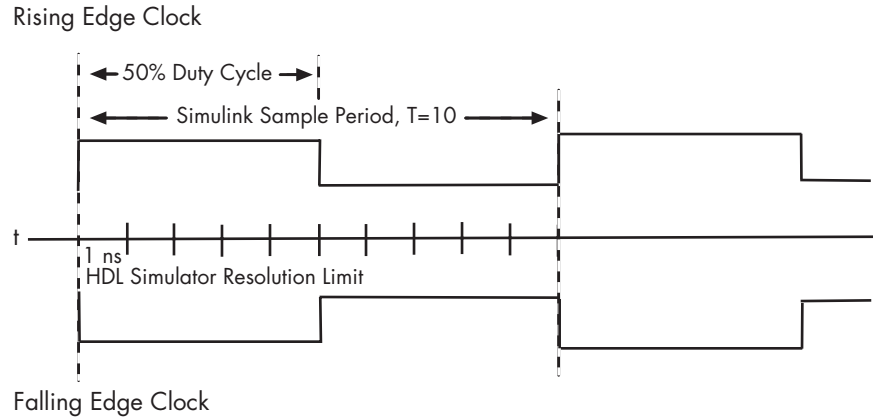 Rising Edge Clock
50% Duty Cycle
Simulink Sample Period, T=10
t
1 ns
HDL Simulator Resolution Limit
Falling Edge Clock